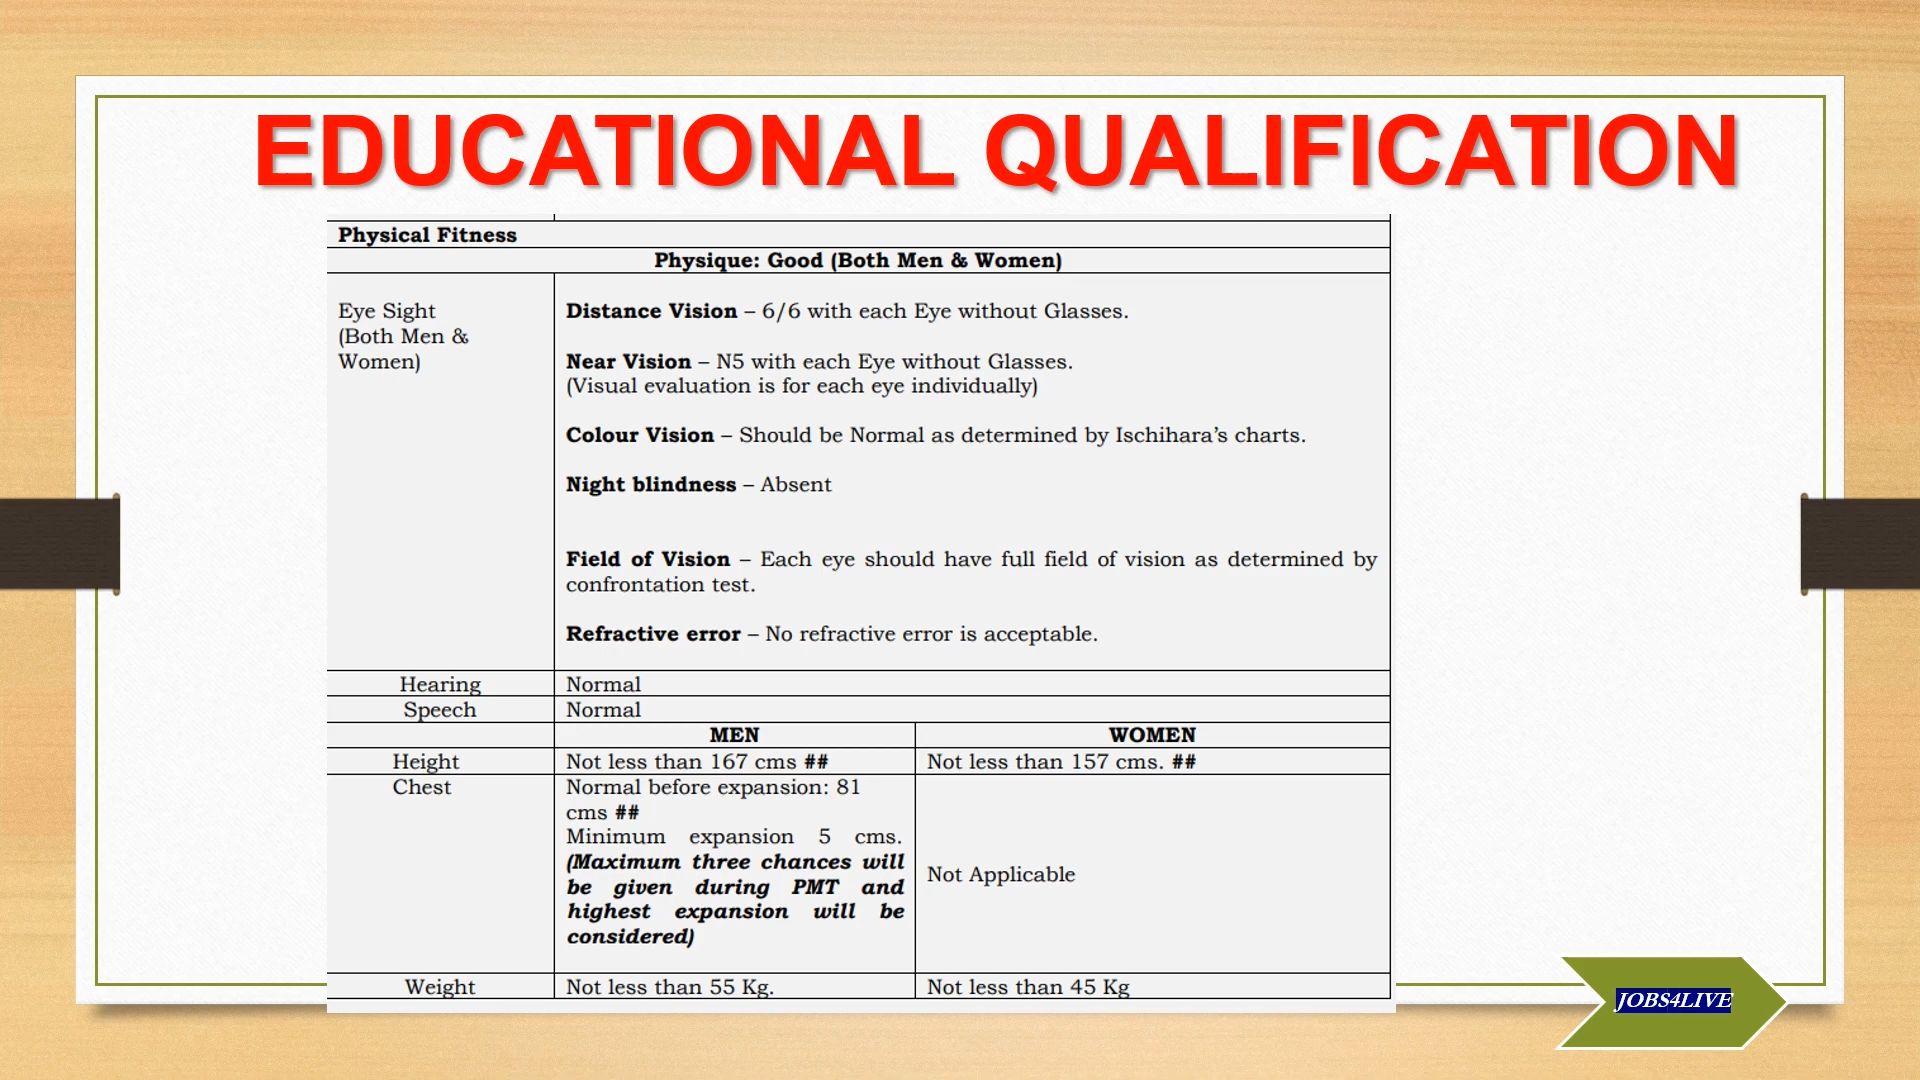 EDUCATIONAL QUALIFICATION
Physical Fitness
Physique: Good (Both Men & Women)
Eye Sight
(Both Men &
Women)
Distance Vision – 6/6 with each Eye without Glasses.
Near Vision – N5 with each Eye without Glasses.
(Visual evaluation is for each eye individually)
Colour Vision – Should be Normal as determined by Ischihara’s charts.
Night blindness – Absent
Field of Vision – Each eye should have full field of vision as determined by
confrontation test.
Refractive error – No refractive error is acceptable.
Hearing
Normal
Speech
Normal
MEN
WOMEN
Height
Not less than 167 cms ##
Not less than 157 cms. ##
Chest
Normal before expansion: 81
cms ##
Minimum expansion 5 cms.
(Maximum three chances will
be given during PMT and
highest expansion will be
considered)
Not Applicable
Weight
Not less than 55 Kg.
Not less than 45 Kg
JOBS4LIVE